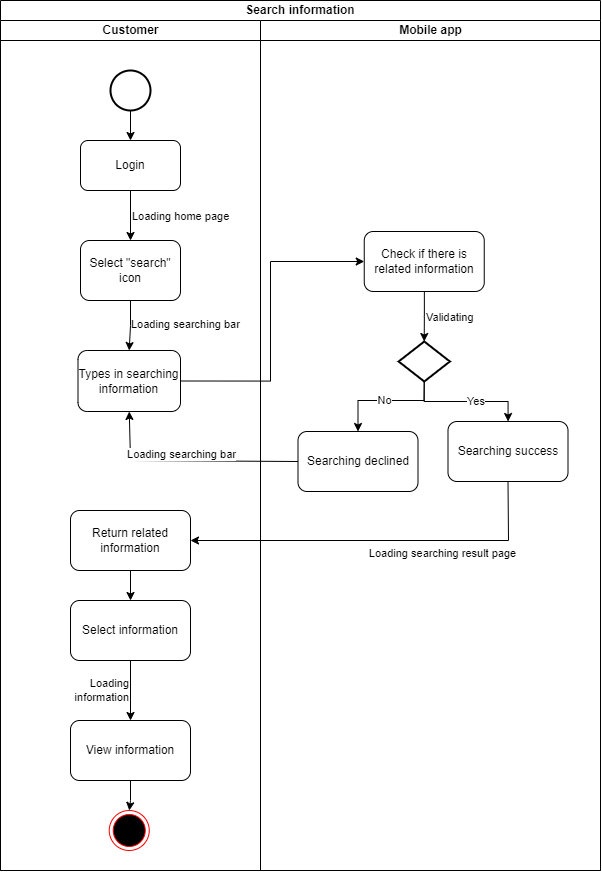 Search information
Customer
Mobile app
Login
Loading home page
Select "search"
icon
Check if there is
related information
Loading searching bar
Validating
Types in searching
information
No
Yes
Loading searching bar
Searching declined
Searching success
Return related
information
Loading searching result page
Select information
Loading
information
View information